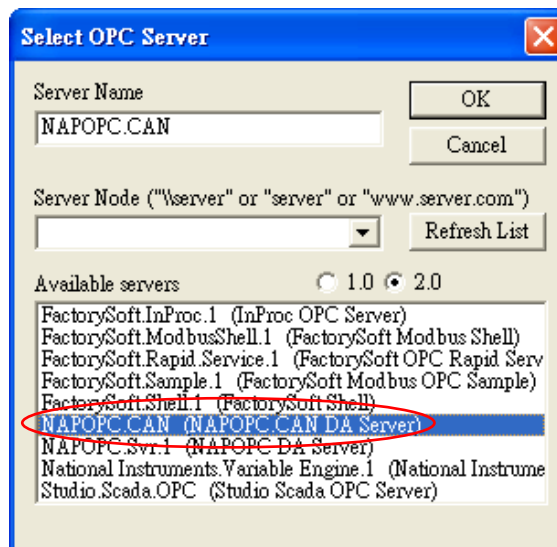 Select OPC Server
Server Name
OK
NAPOPC.CAN
Cancel
Server Node ("\\server" or "server" or "www.server.com")
Refresh List
Available servers
1.0
2.0
FactorySoft.InProc.1 (InProc OPC Server)
FactorySoft.ModbusShell.1 (FactorySoft Modbus Shell)
FactorySoft.Rapid.Service.1 (FactorySoft OPC Rapid Serv
FactorySoft.Sample.1 (FactorySoft Modbus OPC Sample)
FactorySoft.Shell.1 (FactorySoft Shell)
NAPOPC.CAN (NAPOPC.CAN DA Server)
NAPOPC.Svr.1 (NAPOPC DA Server)
National Instruments.Variable Engine.1 (National Instrume
Studio.Scada.OPC (Studio Scada OPC Server)